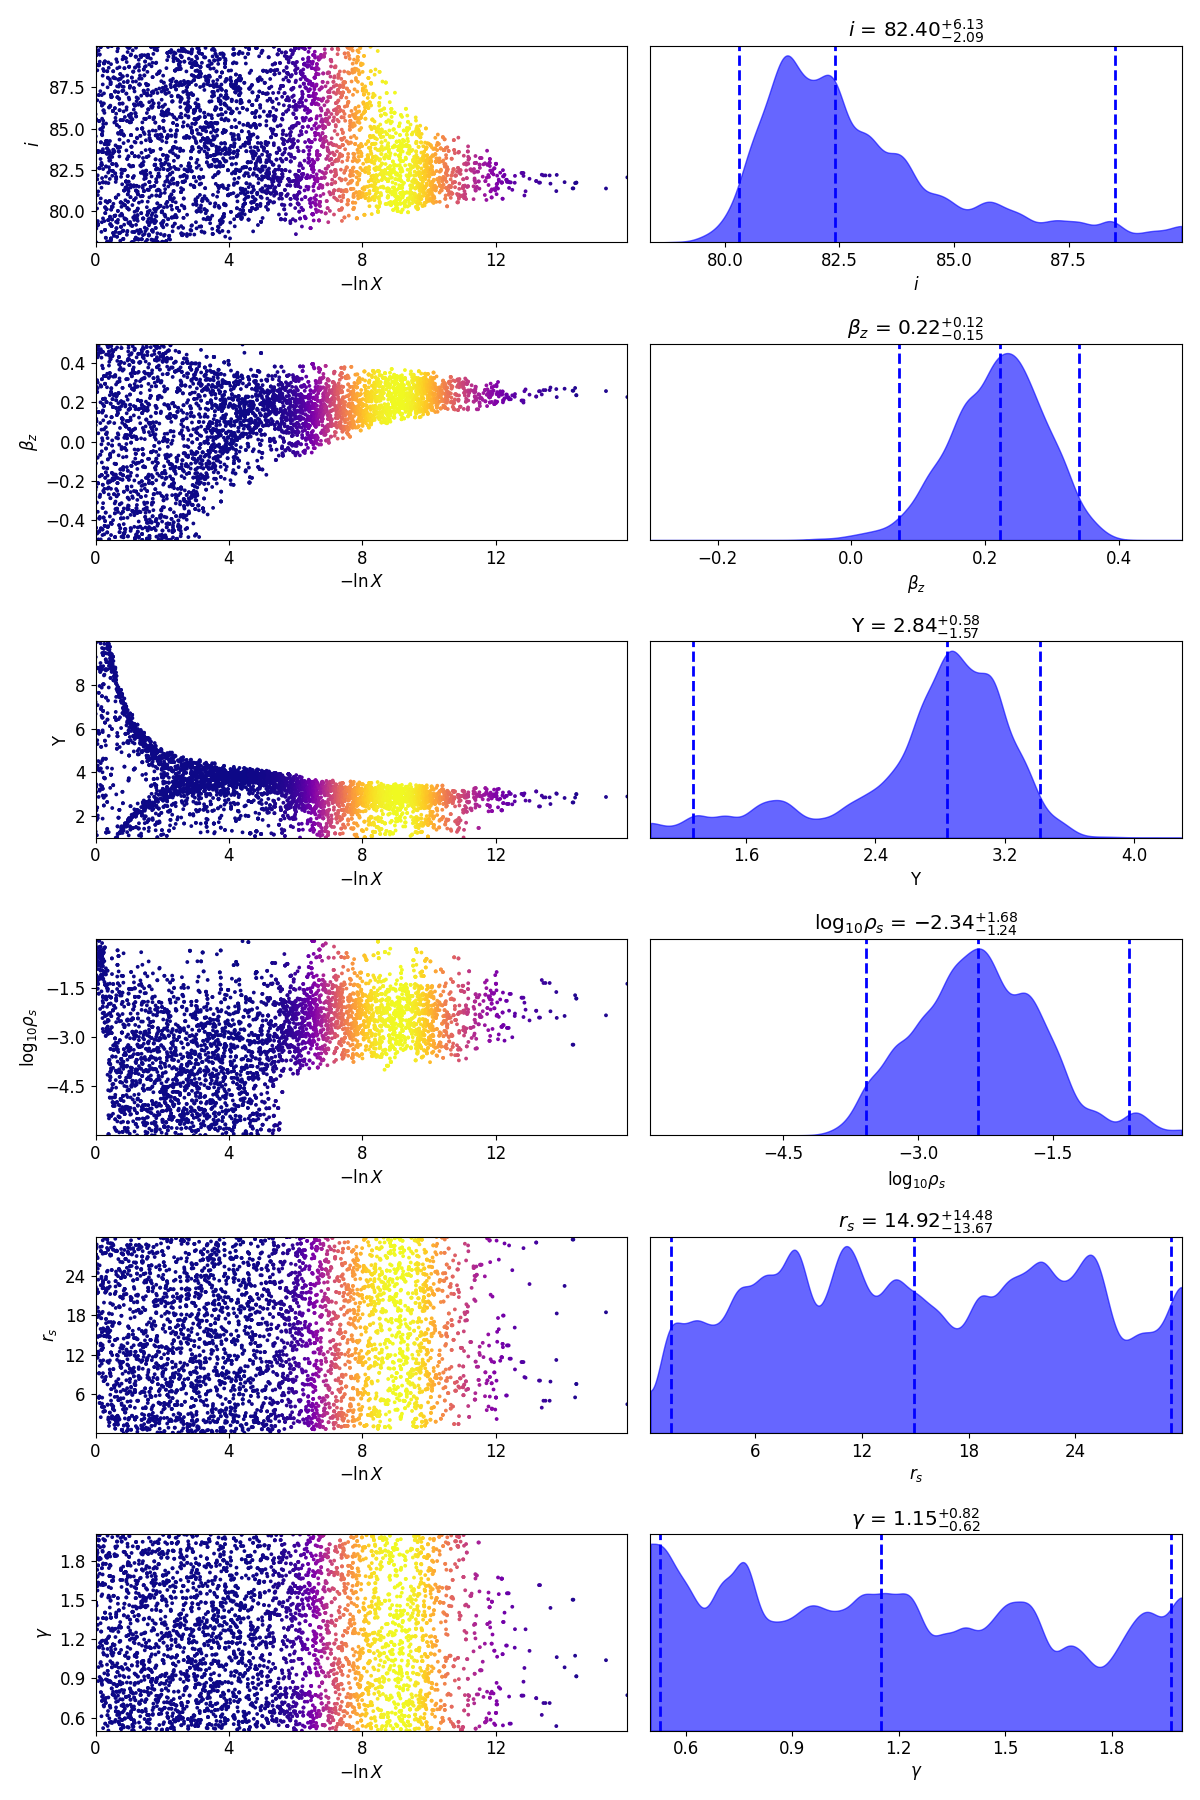 i = 82.40+6.13−2.09
87.5
85.0
82.5
80.0
i
0 4 8 12
−ln X
80.0 82.5 85.0 87.5
i
βz = 0.22+0.12−0.15
0.4
0.2
0.0
−0.2
−0.4
βz
0 4 8 12
−ln X
−0.2 0.0 0.2 0.4
βz
Y = 2.84+0.58−1.57
8
6
4
2
Y
0 4 8 12
−ln X
1.6 2.4 3.2 4.0
Y
log10ρs = −2.34+1.68−1.24
−1.5
−3.0
−4.5
log10ρs
0 4 8 12
−ln X
−4.5 −3.0 −1.5
log10ρs
rs = 14.92+14.48−13.67
24
18
12
6
rs
0 4 8 12
−ln X
6 12 18 24
rs
γ = 1.15+0.82−0.62
1.8
1.5
1.2
0.9
0.6
γ
0 4 8 12
−ln X
0.6 0.9 1.2 1.5 1.8
γ